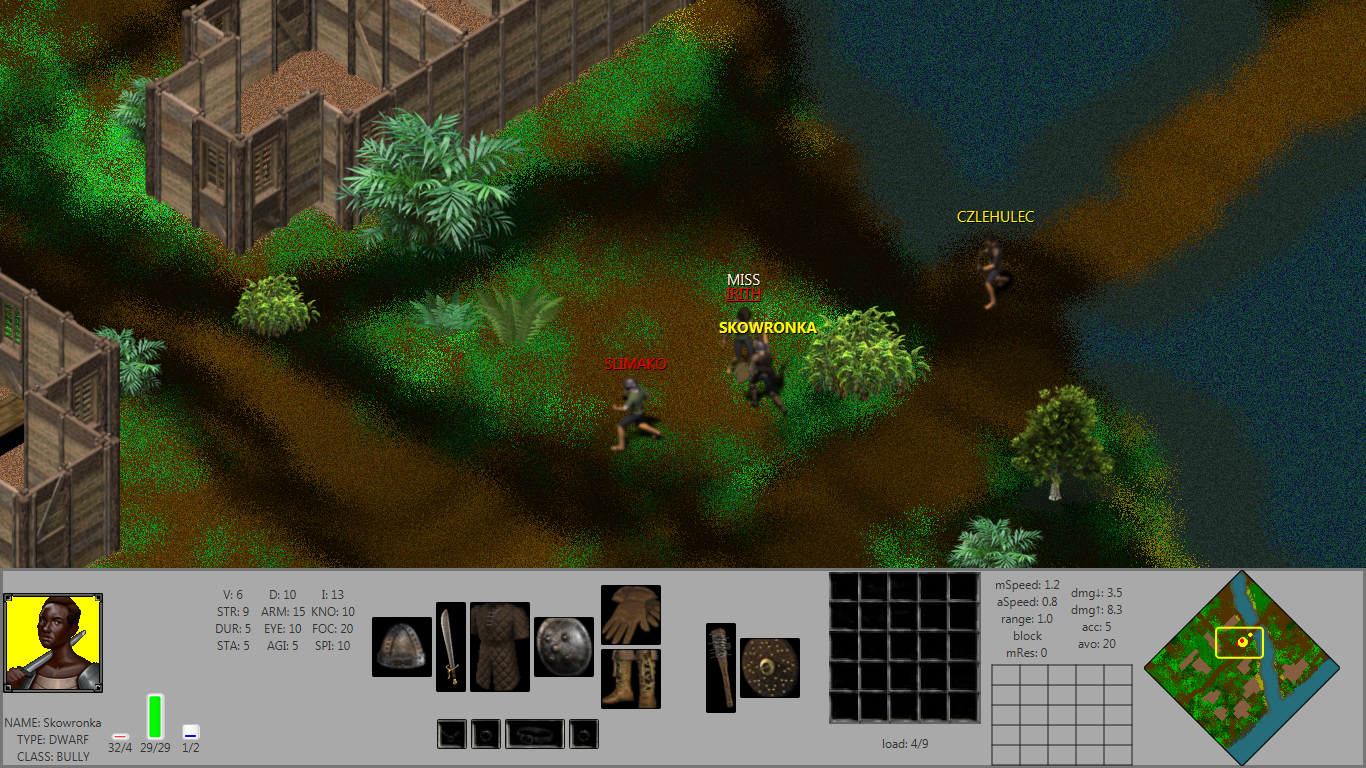 CZLEHULEC
MISS
SKOWRONKA
SLIMAKO
NAME: Skowronka
TYPE: DWARF
CLASS: BULLY
32/4 29/29 1/2
V: 6 D: 10 I: 13
STR: 9 ARM: 15 KNO: 10
DUR: 5 EYE: 10 FOC: 20
STA: 5 AGI: 5 SPI: 10
load: 4/9
mSpeed: 1.2
aSpeed: 0.8
range: 1.0
block
mRes: 0
dmg↓: 3.5
dmg↑: 8.3
acc: 5
avo: 20